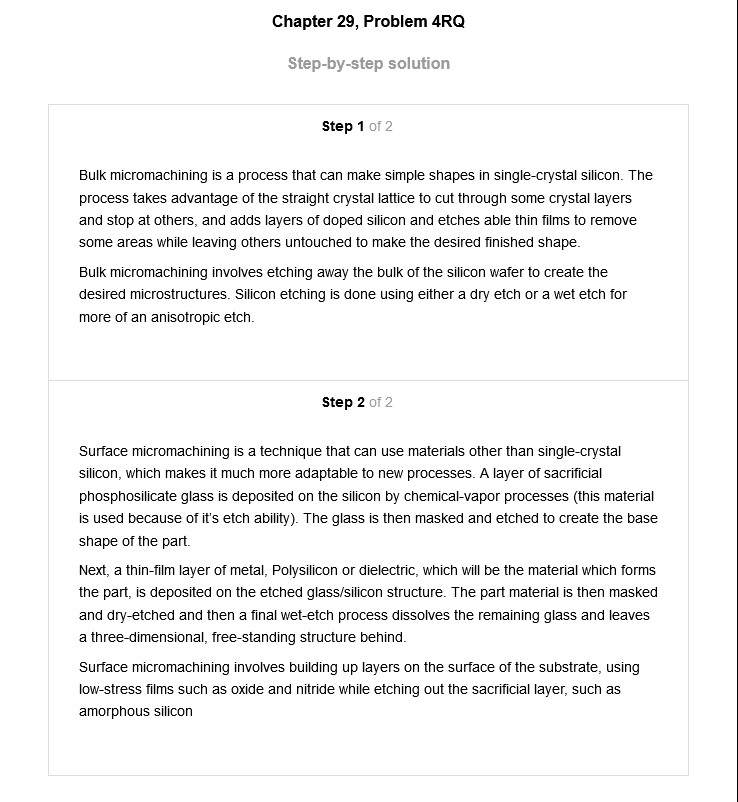 Chapter 29, Problem 4RQ
Step-by-step solution
Step 1 of 2
Bulk micromachining is a process that can make simple shapes in single-crystal silicon. The
process takes advantage of the straight crystal lattice to cut through some crystal layers
and stop at others, and adds layers of doped silicon and etches able thin films to remove
some areas while leaving others untouched to make the desired finished shape.
Bulk micromachining involves etching away the bulk of the silicon wafer to create the
desired microstructures. Silicon etching is done using either a dry etch or a wet etch for
more of an anisotropic etch.
Step 2 of 2
Surface micromachining is a technique that can use materials other than single-crystal
silicon, which makes it much more adaptable to new processes. A layer of sacrificial
phosphosilicate glass is deposited on the silicon by chemical-vapor processes (this material
is used because of it's etch ability). The glass is then masked and etched to create the base
shape of the part.
Next, a thin-film layer of metal, Polysilicon or dielectric, which will be the material which forms
the part, is deposited on the etched glass/silicon structure. The part material is then masked
and dry-etched and then a final wet-etch process dissolves the remaining glass and leaves
a three-dimensional, free-standing structure behind.
Surface micromachining involves building up layers on the surface of the substrate, using
low-stress films such as oxide and nitride while etching out the sacrificial layer, such as
amorphous silicon